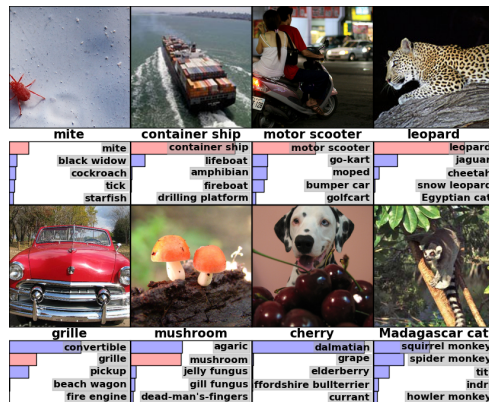 mite
container ship
motor scooter
leopard
mite
black widow
cockroach
tick
starfish
container ship
lifeboat
amphibian
fireboat
drilling platform
motor scooter
go-kart
moped
bumper car
golfcart
leopard
jaguar
cheetah
snow leopard
Egyptian cat
grille
mushroom
cherry
Madagascar cat
convertible
grille
pickup
beach wagon
fire engine
agaric
mushroom
jelly fungus
gill fungus
dead-man's-fingers
dalmatian
grape
elderberry
ffordshire bullterrier
currant
squirrel monkey
spider monkey
titi
indri
howler monkey